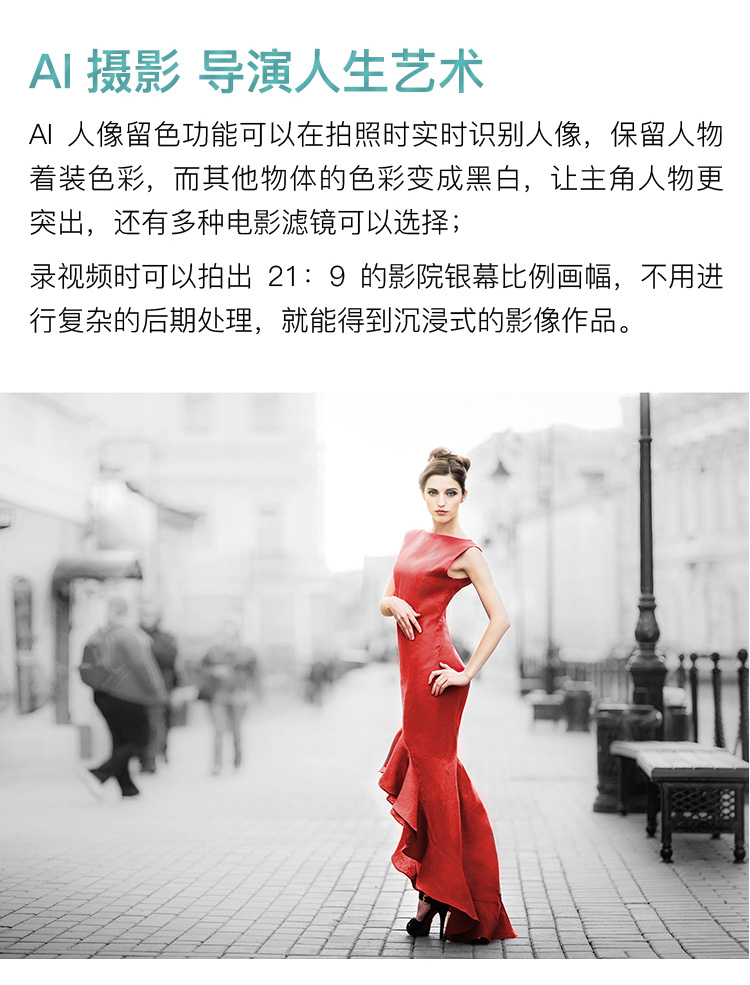 AI 摄影 导演人生艺术
AI 人像留色功能可以在拍照时实时识别人像，保留人物
着装色彩，而其他物体的色彩变成黑白，让主角人物更
突出，还有多种电影滤镜可以选择；
录视频时可以拍出 21：9 的影院银幕比例画幅，不用进
行复杂的后期处理，就能得到沉浸式的影像作品。